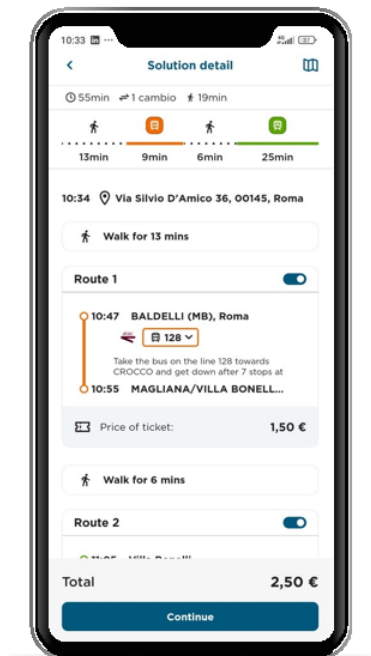 10:33
Solution detail
55min 1 cambio 19min
13min 9min 6min 25min
10:34 Via Silvio D'Amico 36, 00145, Roma
Walk for 13 mins
Route 1
10:47 BALDELLI (MB), Roma
128
Take the bus on the line 128 towards
CROCCO and get down after 7 stops at
10:55 MAGLIANA/VILLA BONELL...
Price of ticket: 1,50 €
Walk for 6 mins
Route 2
Total 2,50 €
Continue